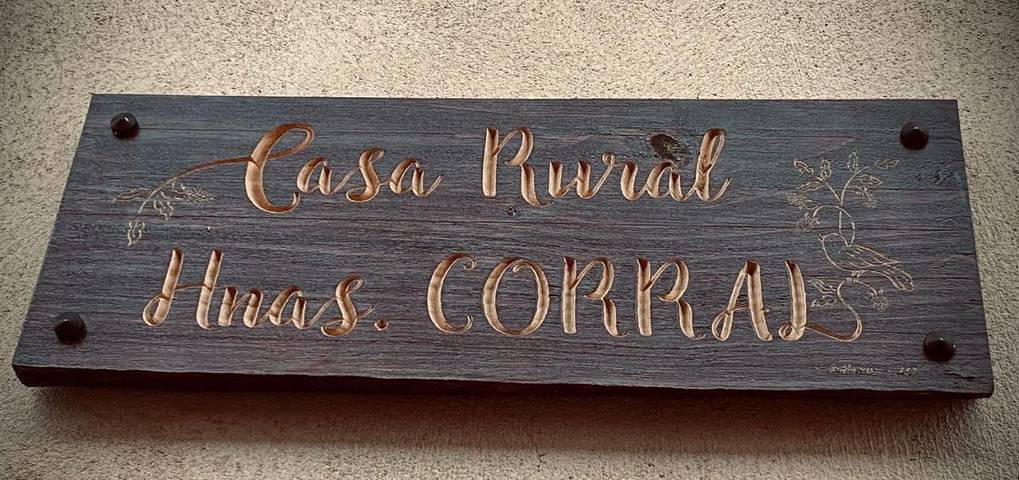 Casa Rural
Hnas. CORRAL